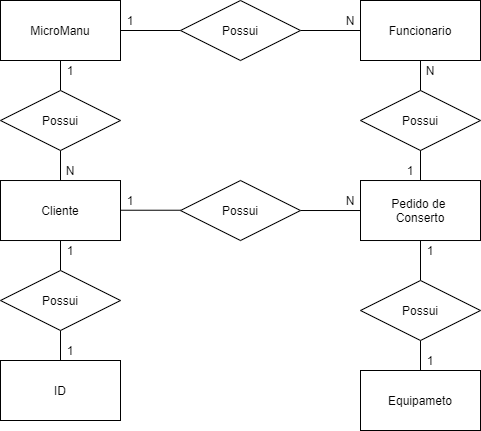 MicroManu
1
Possui
N
Funcionario
1
N
Possui
Possui
N
1
Cliente
1
Possui
N
Pedido de
Conserto
1
1
Possui
Possui
1
1
ID
Equipameto